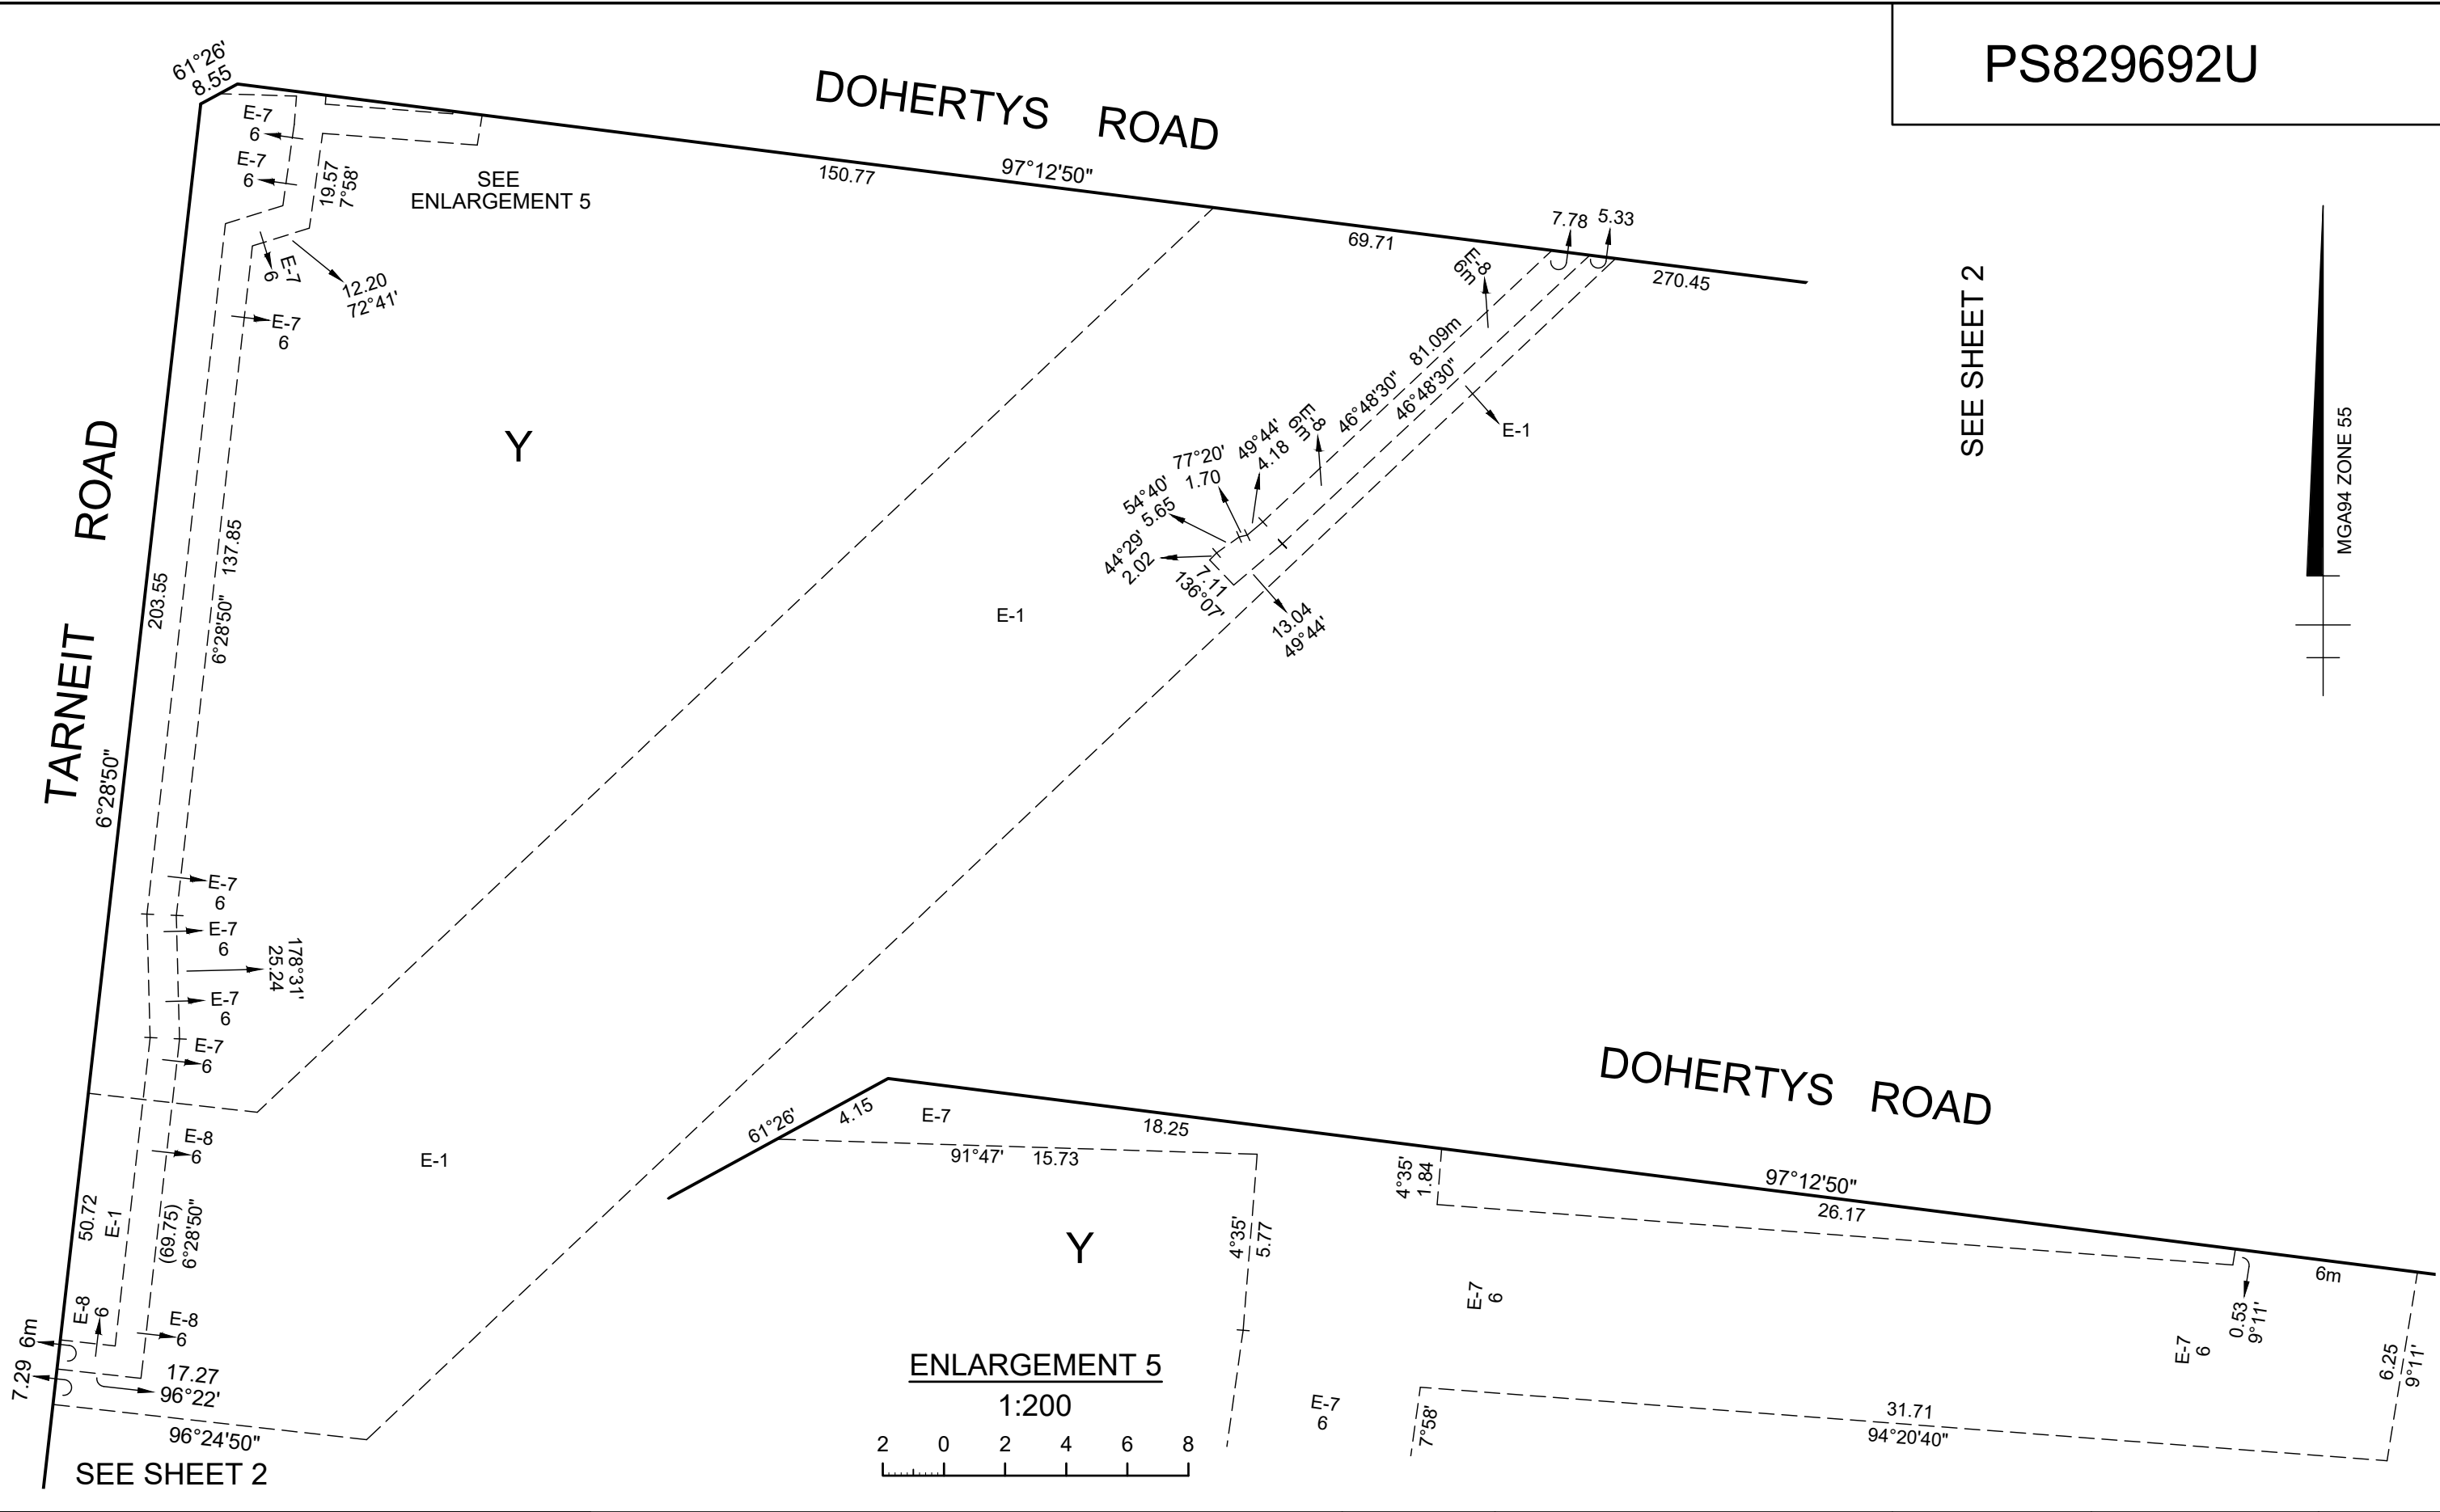 PS829692U
61°26'
8.55
DOHERTYS ROAD
E-7
6
E-7
6
19.57
7°58'
SEE
ENLARGEMENT 5
150.77
97°12'50"
69.71
7.78
5.33
270.45
E-7
6
12.20
72°41'
E-7
6
E-8
6m
SEE SHEET 2
MGA94 ZONE 55
81.09m
46°48'30"
46°48'30"
E-1
E-8
6m
49°44'
4.18
77°20'
1.70
54°40'
5.65
44°29'
2.02
7.11
136°07'
13.04
49°44'
Y
TARNEIT ROAD
203.55
6°28'50"
137.85
6°28'50"
E-1
E-7
6
E-7
6
178°31'
25.24
E-7
6
E-7
6
E-8
6
E-1
50.72
E-1
(69.75)
6°28'50"
E-8
6
E-8
6
6m
7.29
17.27
96°22'
96°24'50"
SEE SHEET 2
DOHERTYS ROAD
61°26'
4.15
E-7
18.25
91°47' 15.73
4°35'
1.84
97°12'50"
26.17
4°35'
5.77
Y
E-7
6
6m
0.53
9°11'
E-7
6
6.25
9°11'
E-7
6
7°58'
31.71
94°20'40"
ENLARGEMENT 5
1:200
2 0 2 4 6 8